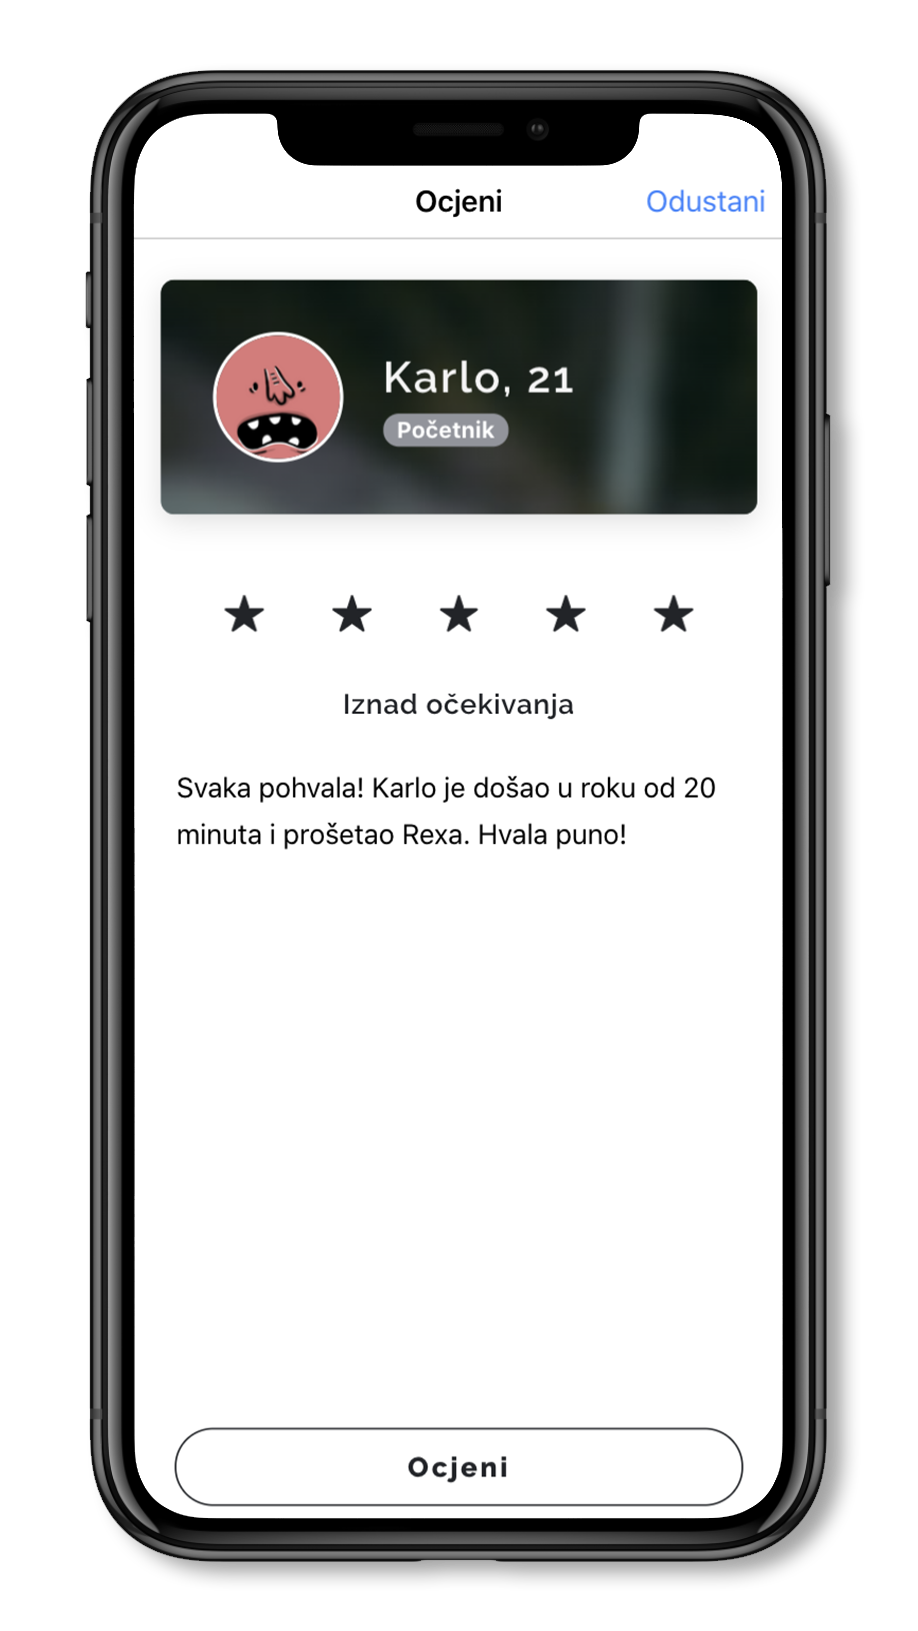 Ocjeni
Odustani
Karlo, 21
Početnik
Iznad očekivanja
Svaka pohvala! Karlo je došao u roku od 20
minuta i prošetao Rexa. Hvala puno!
Ocjeni